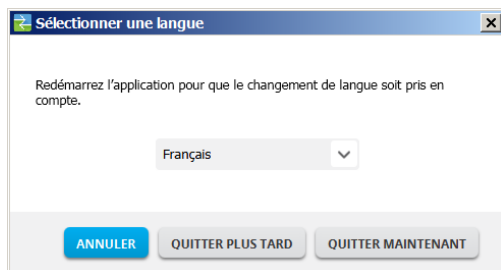 Sélectionner une langue
Redémarrez l'application pour que le changement de langue soit pris en
compte.
Français
ANNULER
QUITTER PLUS TARD
QUITTER MAINTENANT